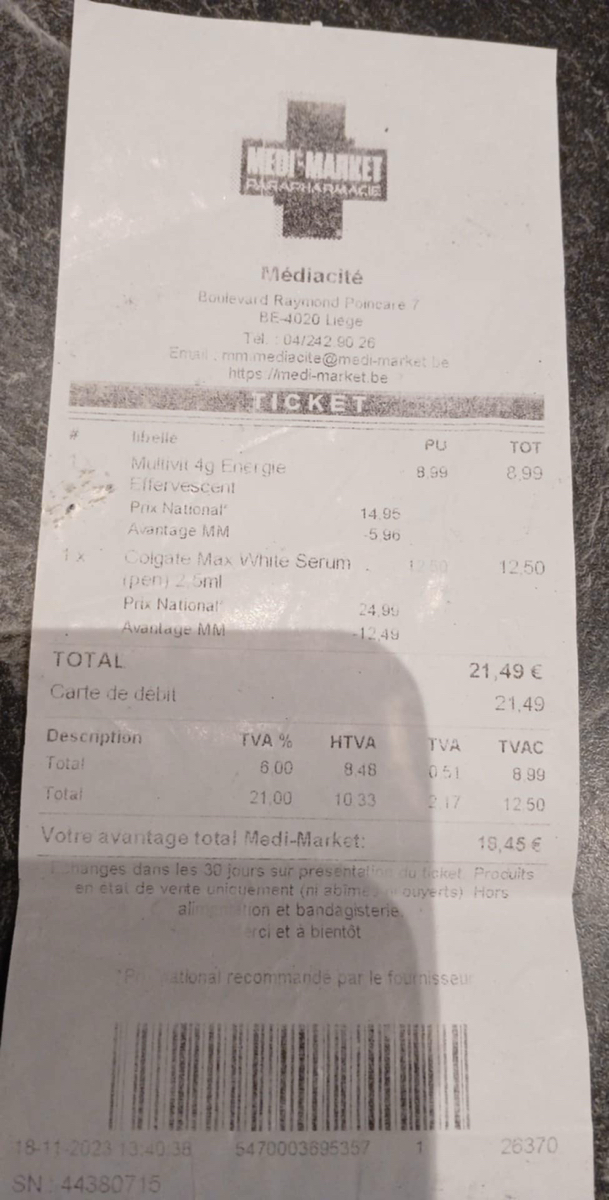 MEDI-MARKET
PARAPHARMACIE
Médiacité
Boulevard Raymond Poincaré 7
BE-4020 Liège
Tél. : 04/242 90 26
Email : mm.mediacite@medi-market.be
https://medi-market.be
TICKET
# libelle PU TOT
Multivit 4g Energie 8,99 8,99
Effervescent
Prix National* 14,95
Avantage MM -5,96
1 x Colgate Max White Serum 12,50 12,50
(pen) 2,5ml
Prix National* 24,99
Avantage MM -12,49
TOTAL 21,49 €
Carte de débit 21,49
Description TVA % HTVA TVA TVAC
Total 6,00 8,48 0,51 8,99
Total 21,00 10,33 2,17 12,50
Votre avantage total Medi-Market: 18,45 €
hanges dans les 30 jours sur présentation du ticket. Produits
en état de vente uniquement (ni abîmés ouverts) Hors
et bandagisterie.
rci et à bientôt
ational recommandé par le fournisseur
18-11-2023 13:40:38 5470003695357 1 26370
SN: 44380715